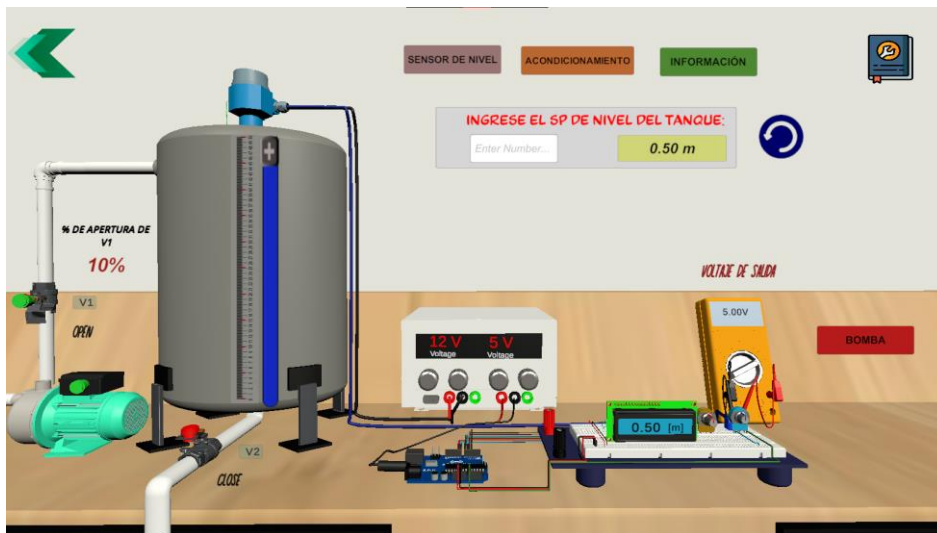 SENSOR DE NIVEL
ACONDICIONAMIENTO
INFORMACIÓN
INGRESE EL SP DE NIVEL DEL TANQUE:
Enter Number...
0.50 m
% DE APERTURA DE
V1
10%
V1
OPEN
VOLTAJE DE SALIDA
5.00V
12 V
5 V
Voltage
Voltage
BOMBA
0.50 [m]
V2
CLOSE